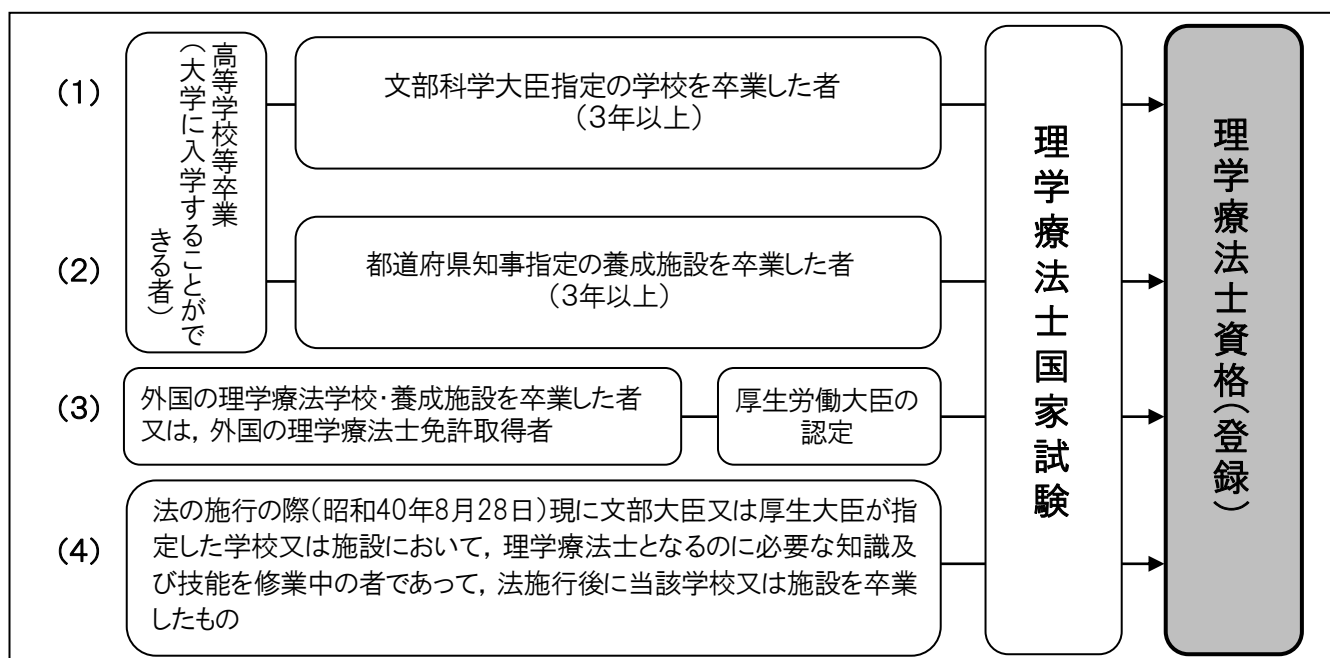 (1)
高等学校等卒業
(大学に入学することがで
きる者)
文部科学大臣指定の学校を卒業した者
(3年以上)
(2)
都道府県知事指定の養成施設を卒業した者
(3年以上)
(3)
外国の理学療法学校・養成施設を卒業した者
又は,外国の理学療法士免許取得者
厚生労働大臣の
認定
(4)
法の施行の際(昭和40年8月28日)現に文部大臣又は厚生大臣が指
定した学校又は施設において,理学療法士となるのに必要な知識及
び技能を修業中の者であって,法施行後に当該学校又は施設を卒業
したもの
理学療法士国家試験
理学療法士資格(登録)